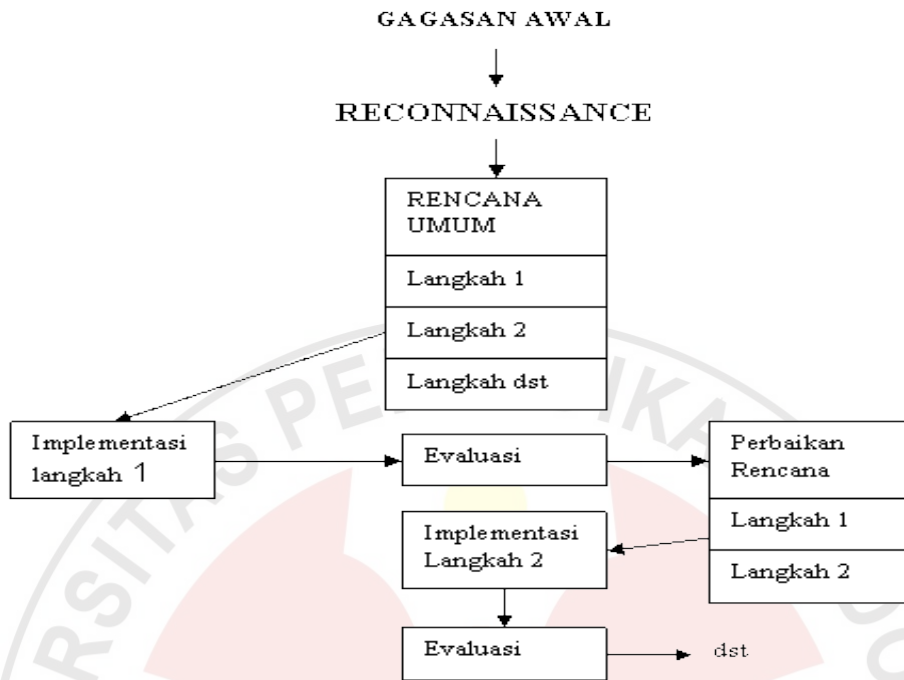 GAGASAN AWAL
RECONNAISSANCE
RENCANA
UMUM
Langkah 1
Langkah 2
Langkah dst
Implementasi
langkah 1
Evaluasi
Perbaikan
Rencana
Langkah 1
Langkah 2
Implementasi
Langkah 2
Evaluasi
dst